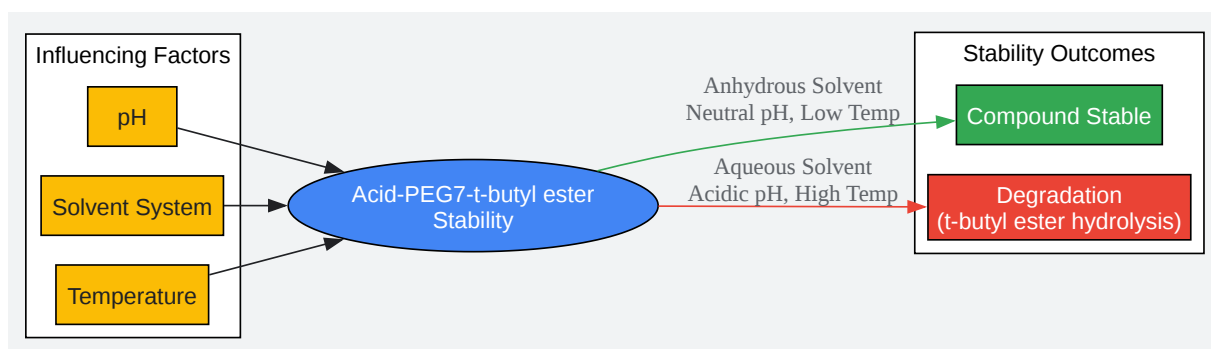 Influencing Factors
pH
Solvent System
Temperature
Acid-PEG7-t-butyl ester
Stability
Anhydrous Solvent
Neutral pH, Low Temp
Aqueous Solvent
Acidic pH, High Temp
Stability Outcomes
Compound Stable
Degradation
(t-butyl ester hydrolysis)